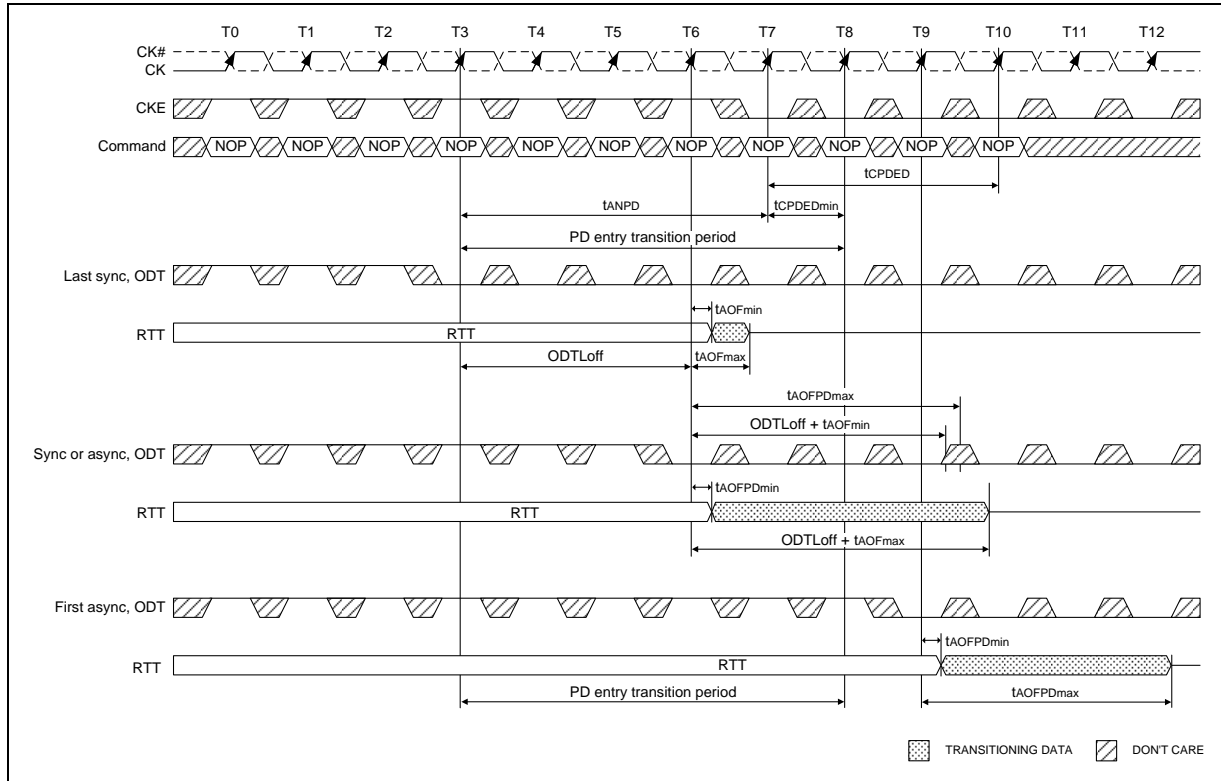 T0 T1 T2 T3 T4 T5 T6 T7 T8 T9 T10 T11 T12
CK#
CK
CKE
Command NOP NOP NOP NOP NOP NOP NOP NOP NOP NOP NOP
tCPDED
tANPD tCPDEDmin
PD entry transition period
Last sync, ODT
tAOFmin
RTT RTT
ODTLoff tAOFmax
tAOFPDmax
ODTLoff + tAOFmin
Sync or async, ODT
tAOFPDmin
RTT RTT
ODTLoff + tAOFmax
First async, ODT
tAOFPDmin
RTT RTT
PD entry transition period tAOFPDmax
TRANSITIONING DATA DON'T CARE